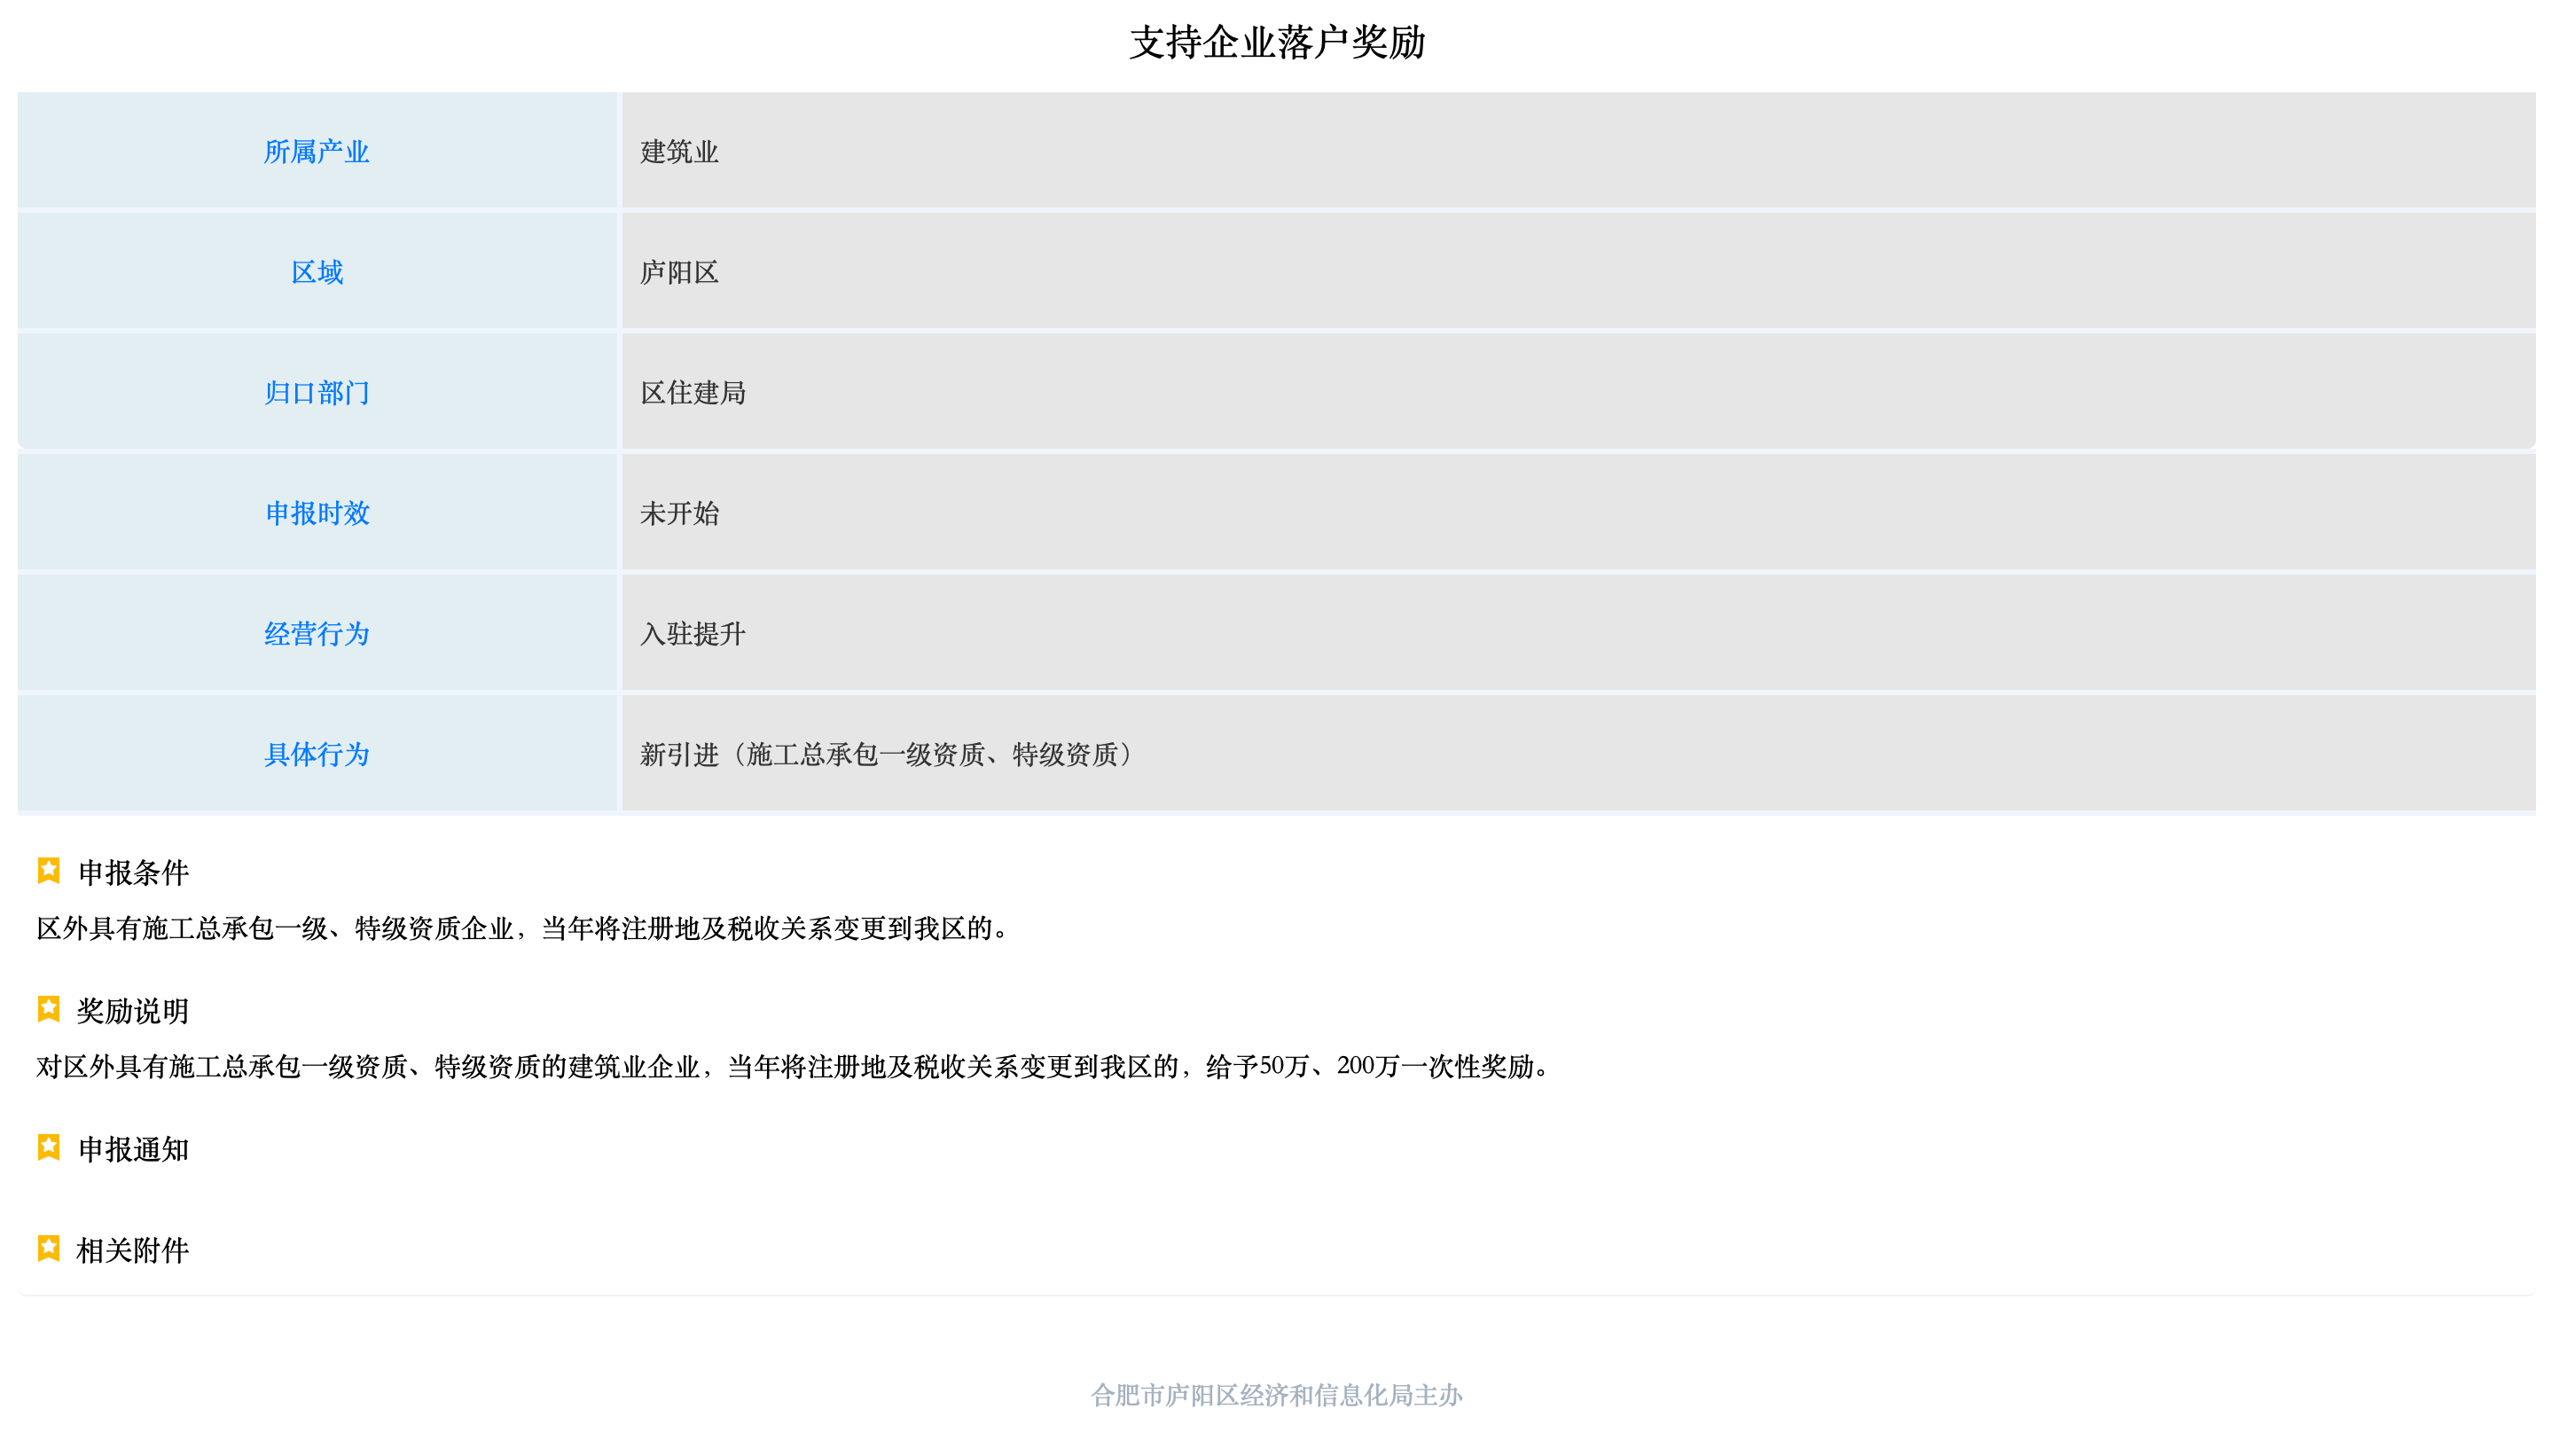 支持企业落户奖励
所属产业 建筑业
区域 庐阳区
归口部门 区住建局
申报时效 未开始
经营行为 入驻提升
具体行为 新引进（施工总承包一级资质、特级资质）
申报条件
区外具有施工总承包一级、特级资质企业，当年将注册地及税收关系变更到我区的。
奖励说明
对区外具有施工总承包一级资质、特级资质的建筑业企业，当年将注册地及税收关系变更到我区的，给予50万、200万一次性奖励。
申报通知
相关附件
合肥市庐阳区经济和信息化局主办